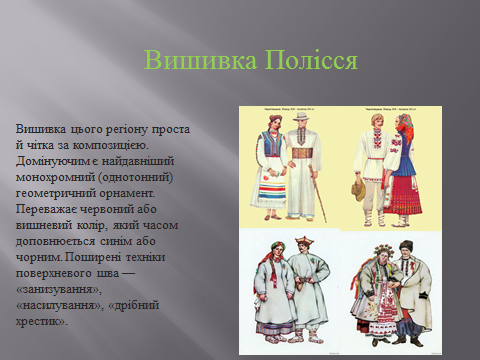 Вишивка Полісся
Вишивка цього регіону проста
й чітка за композицією.
Домінуючим є найдавніший
монохромний (однотонний)
геометричний орнамент.
Переважає червоний або
вишневий колір, який часом
доповнюється синім або
чорним. Поширені техніки
поверхневого шва —
«занизування»,
«насилування», «дрібний
хрестик».